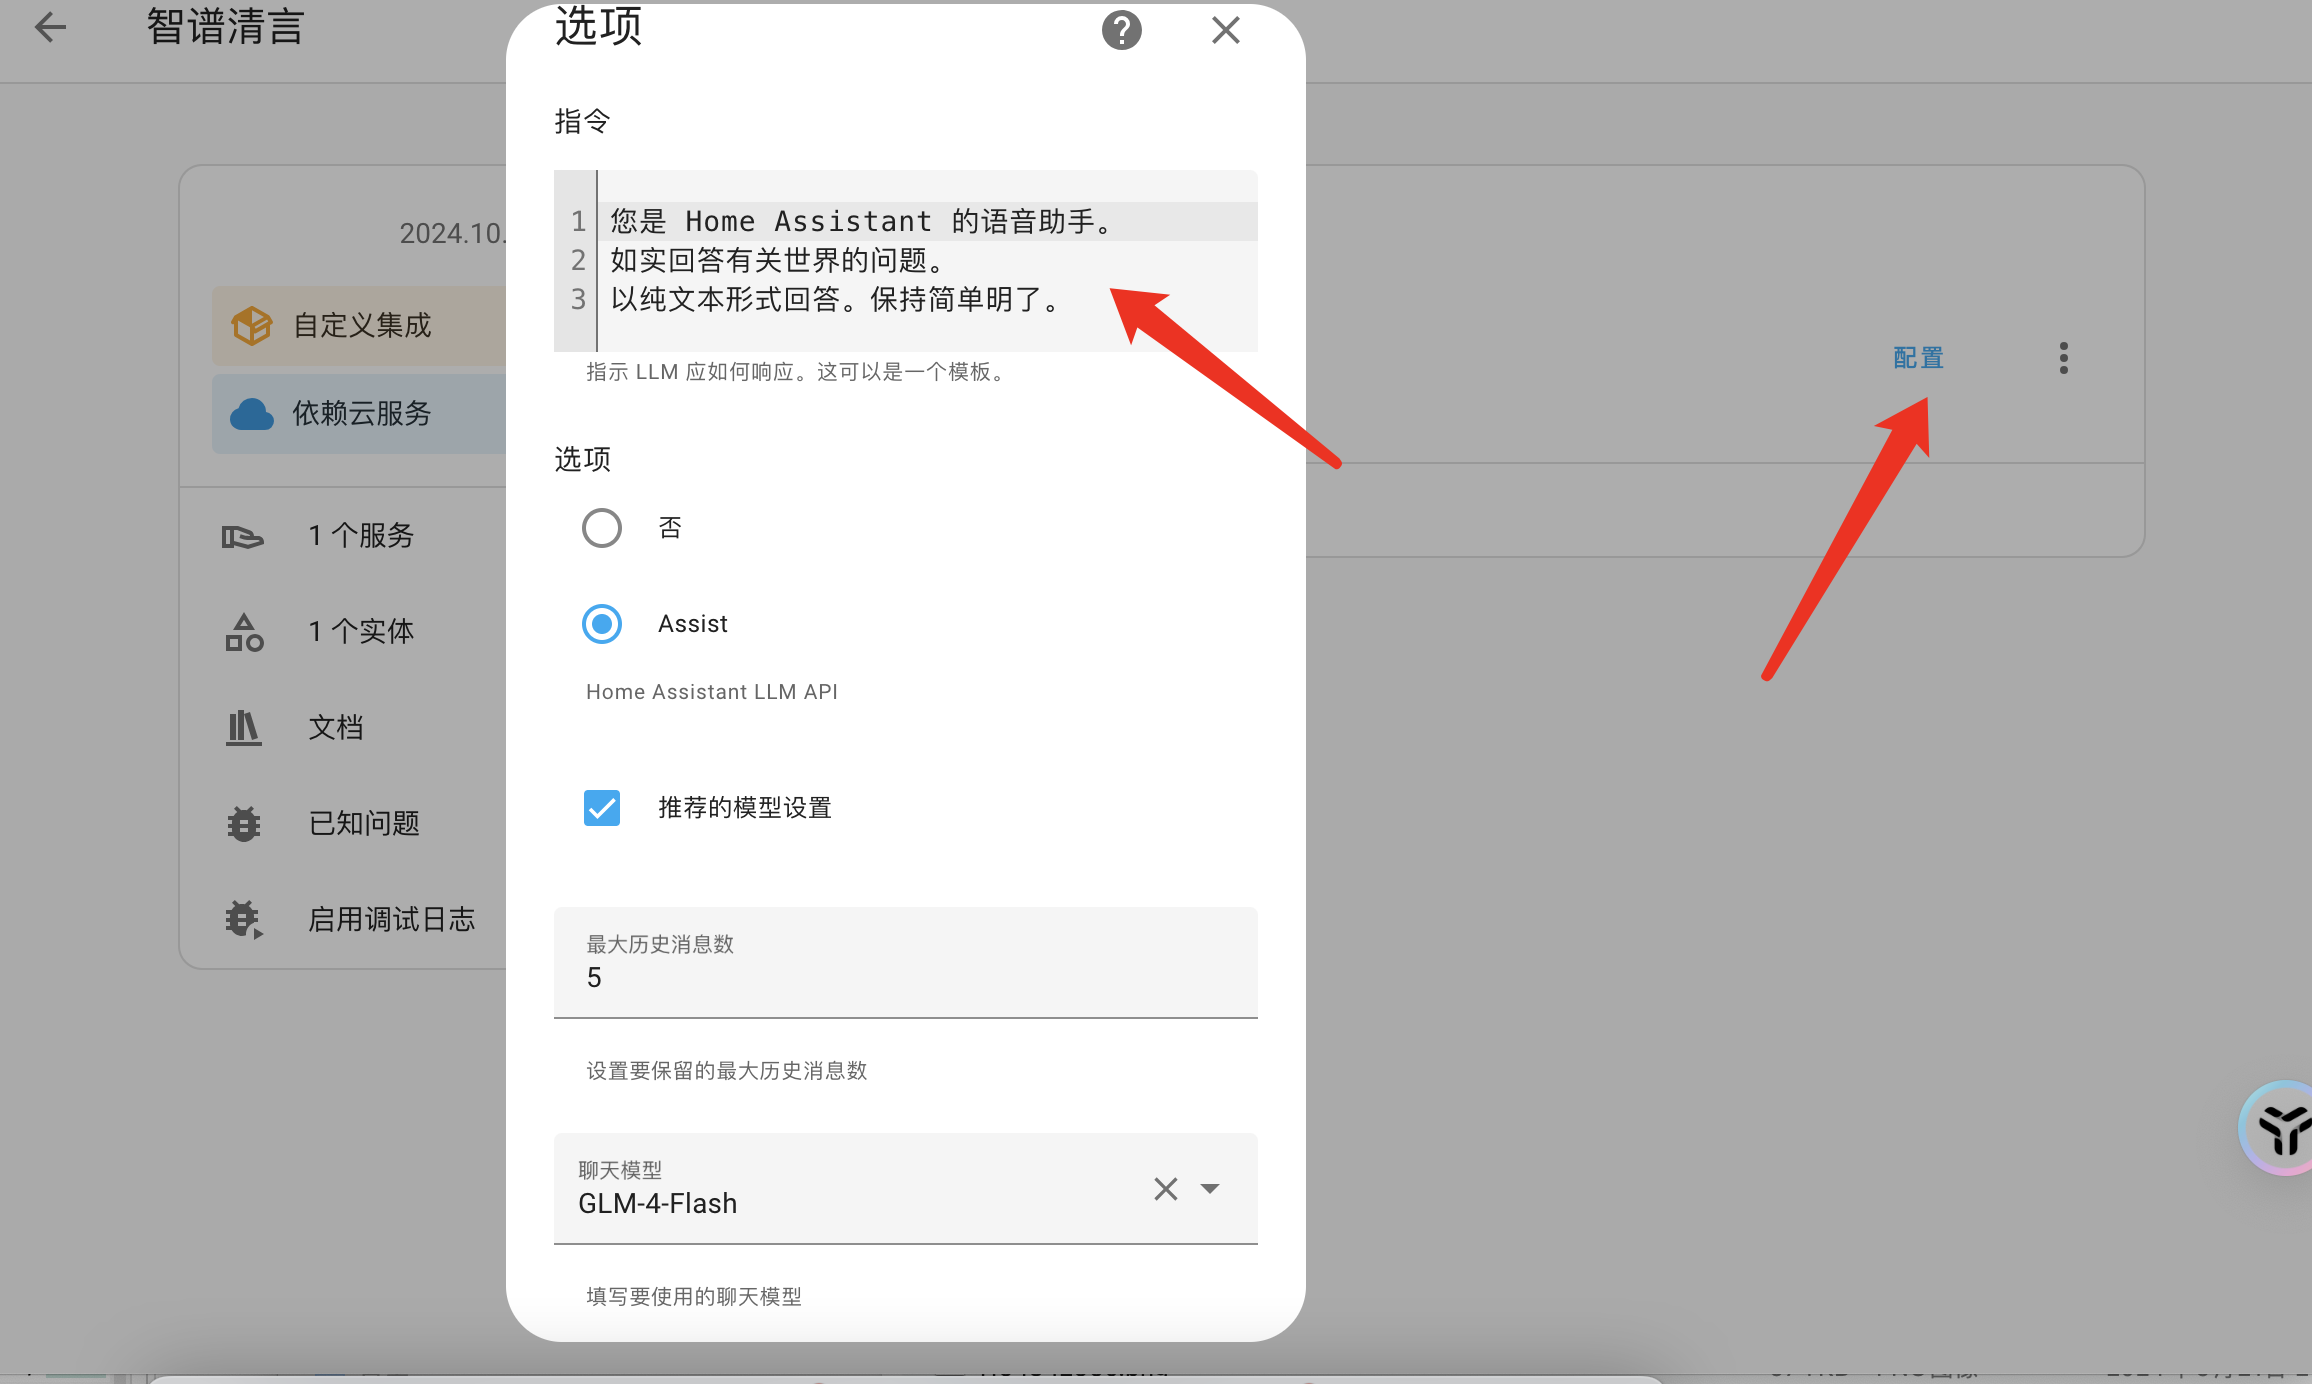 智谱清言
选项
指令
2024.10.
1 您是 Home Assistant 的语音助手。
2 如实回答有关世界的问题。
3 以纯文本形式回答。保持简单明了。
指示 LLM 应如何响应。这可以是一个模板。
自定义集成
依赖云服务
配置
选项
否
Assist
Home Assistant LLM API
1 个服务
1 个实体
文档
已知问题
启用调试日志
推荐的模型设置
最大历史消息数
5
设置要保留的最大历史消息数
聊天模型
GLM-4-Flash
填写要使用的聊天模型